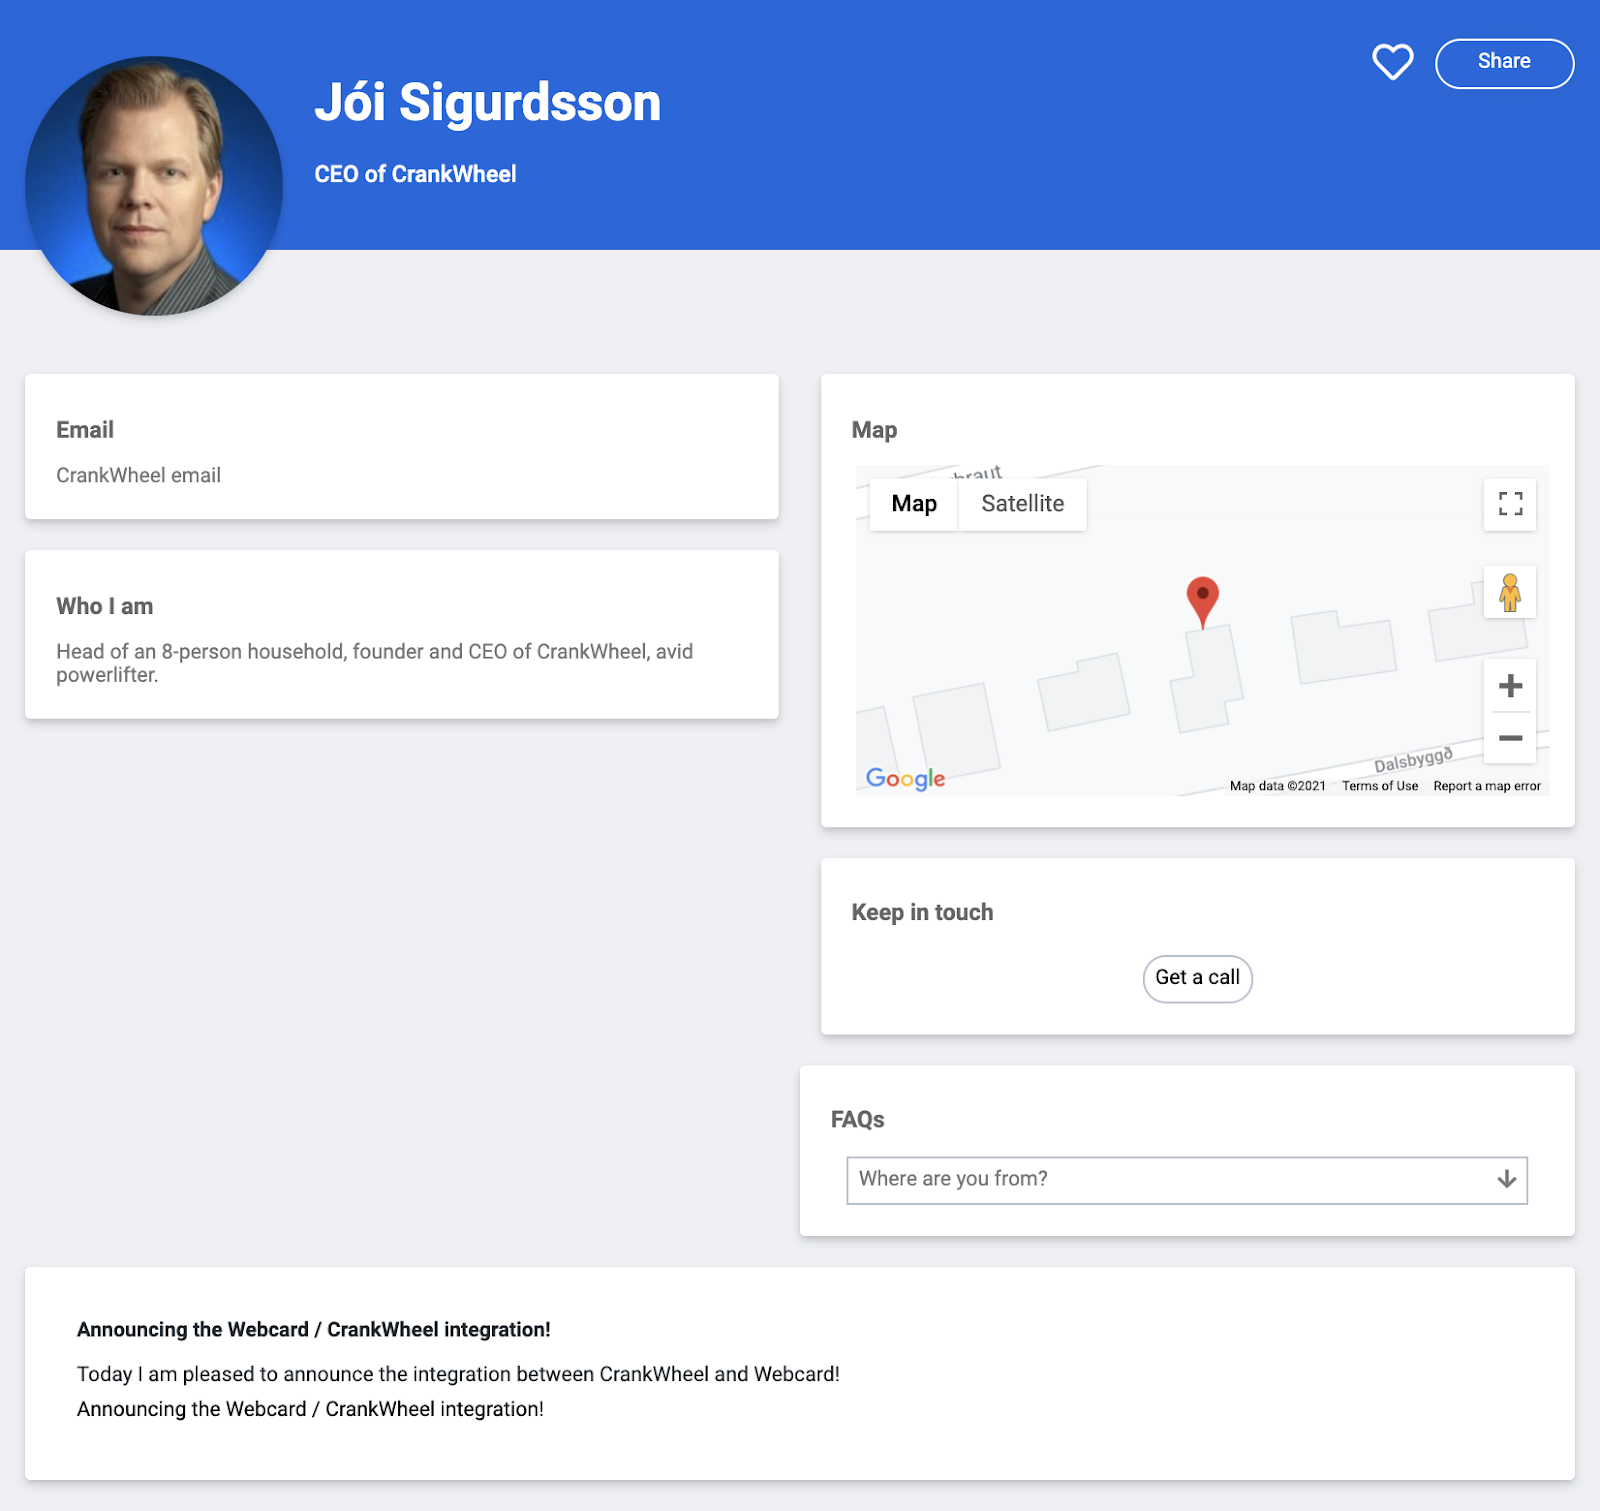 Jói Sigurdsson
CEO of CrankWheel
Share
Email
CrankWheel email
Who I am
Head of an 8-person household, founder and CEO of CrankWheel, avid
powerlifter.
Map
Map
Satellite
Dalsbyggð
Google
Map data ©2021
Terms of Use
Report a map error
Keep in touch
Get a call
FAQs
Where are you from?
Announcing the Webcard / CrankWheel integration!
Today I am pleased to announce the integration between CrankWheel and Webcard!
Announcing the Webcard / CrankWheel integration!